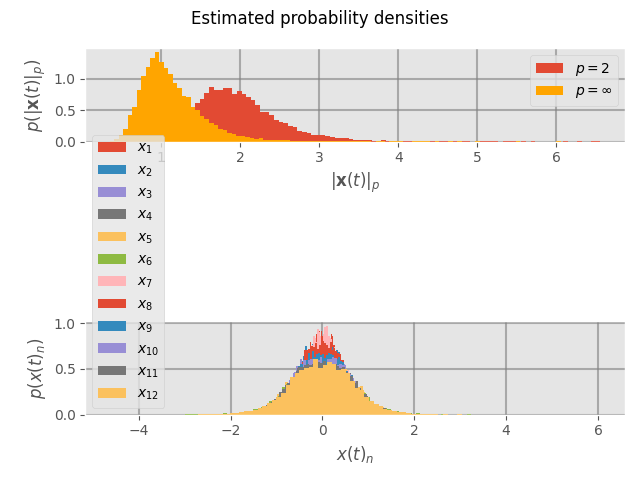 Estimated probability densities
p(|x(t)|p)
1.0
0.5
0.0
p = 2
p = ∞
1 2 3 4 5 6
|x(t)|p
x1
x2
x3
x4
x5
x6
x7
x8
x9
x10
x11
x12
p(x(t)n)
1.0
0.5
0.0
−4 −2 0 2 4 6
x(t)n